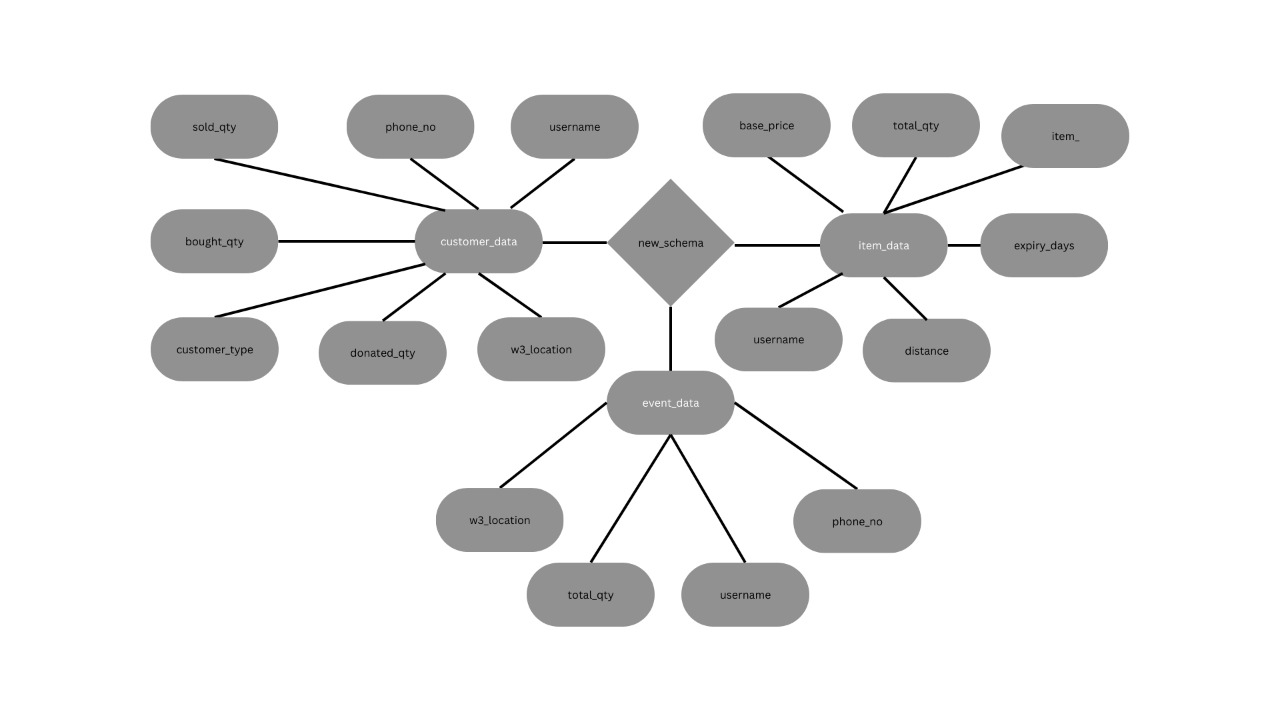 sold_qty
phone_no
username
base_price
total_qty
item_
bought_qty
customer_data
new_schema
item_data
expiry_days
customer_type
donated_qty
w3_location
username
distance
event_data
w3_location
phone_no
total_qty
username